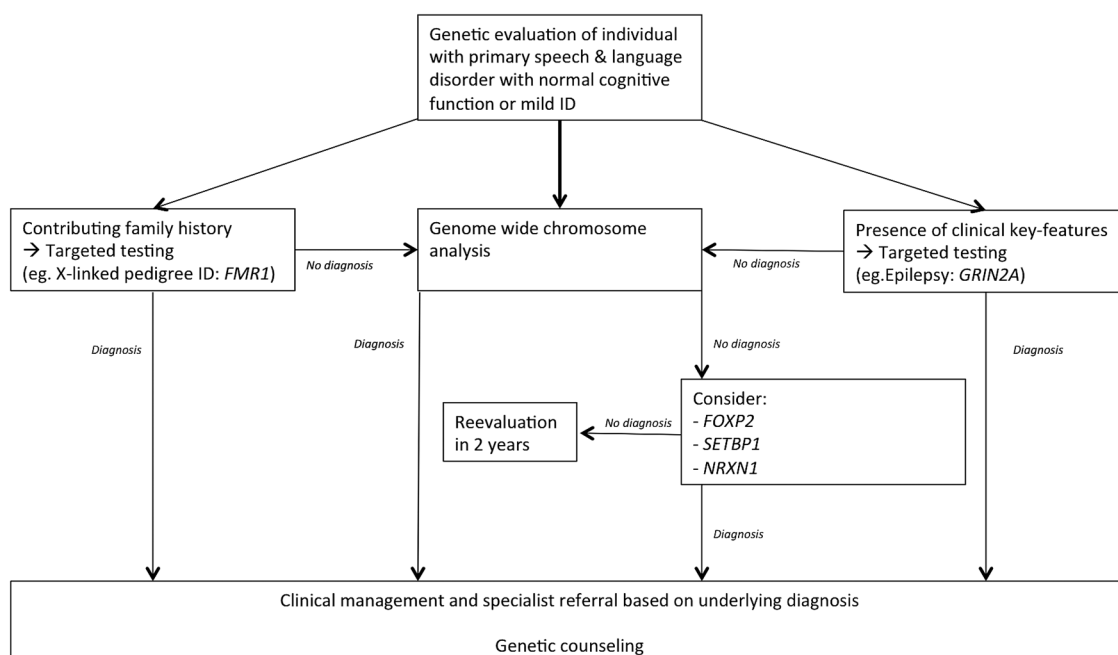 Genetic evaluation of individual
with primary speech & language
disorder with normal cognitive
function or mild ID
Contributing family history
→ Targeted testing
(eg. X-linked pedigree ID: FMR1)
No diagnosis
Genome wide chromosome
analysis
No diagnosis
Presence of clinical key-features
→ Targeted testing
(eg.Epilepsy: GRIN2A)
Diagnosis
Diagnosis
No diagnosis
Diagnosis
Reevaluation
in 2 years
No diagnosis
Consider:
- FOXP2
- SETBP1
- NRXN1
Diagnosis
Clinical management and specialist referral based on underlying diagnosis
Genetic counseling